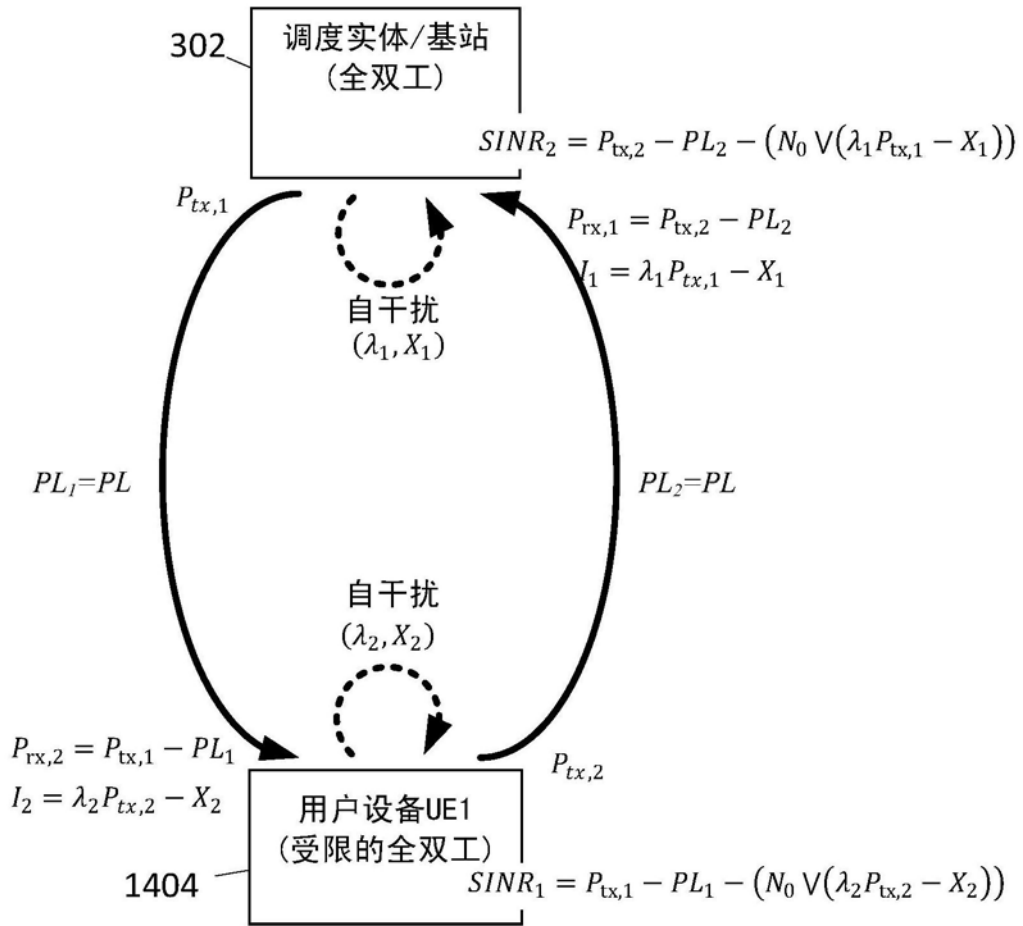 302
调度实体/基站
(全双工)
SINR₂ = P_tx,2 − PL₂ − (N₀ ∨(λ₁P_tx,1 − X₁))
P_tx,1
P_rx,1 = P_tx,2 − PL₂
I₁ = λ₁P_tx,1 − X₁
自干扰
(λ₁, X₁)
PL₁=PL
PL₂=PL
自干扰
(λ₂, X₂)
P_rx,2 = P_tx,1 − PL₁
I₂ = λ₂P_tx,2 − X₂
P_tx,2
用户设备UE1
(受限的全双工)
1404
SINR₁ = P_tx,1 − PL₁ − (N₀ ∨(λ₂P_tx,2 − X₂))